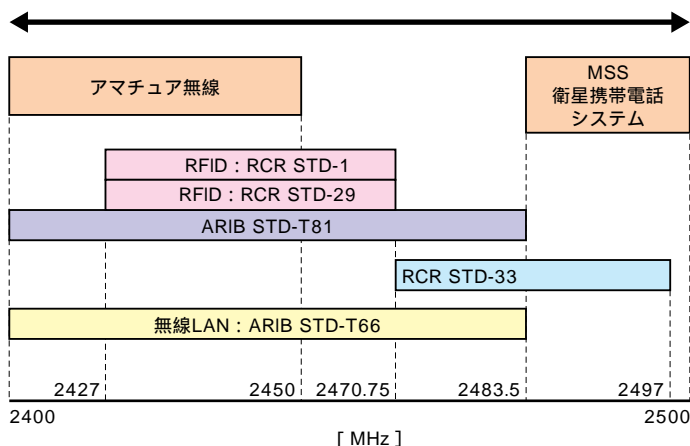 アマチュア無線
MSS
衛星携帯電話
システム
RFID：RCR STD-1
RFID：RCR STD-29
ARIB STD-T81
RCR STD-33
無線LAN：ARIB STD-T66
2427 2450 2470.75 2483.5 2497
2400 2500
[ MHz ]